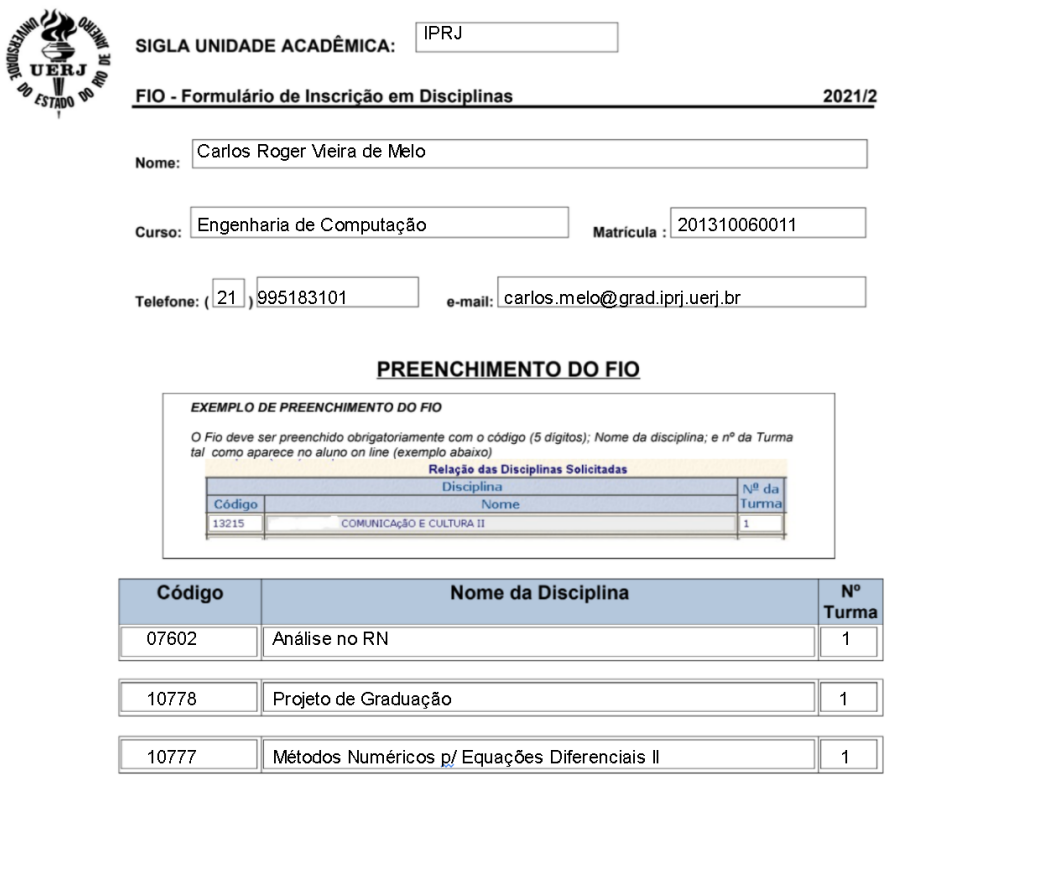 UNIVERSIDADE DO ESTADO DO RIO DE JANEIRO
UERJ
SIGLA UNIDADE ACADÊMICA: IPRJ
FIO - Formulário de Inscrição em Disciplinas 2021/2
Nome: Carlos Roger Vieira de Melo
Curso: Engenharia de Computação Matrícula : 201310060011
Telefone: ( 21 ) 995183101 e-mail: carlos.melo@grad.iprj.uerj.br
PREENCHIMENTO DO FIO
EXEMPLO DE PREENCHIMENTO DO FIO
O Fio deve ser preenchido obrigatoriamente com o código (5 dígitos); Nome da disciplina; e nº da Turma
tal como aparece no aluno on line (exemplo abaixo)
Relação das Disciplinas Solicitadas
Disciplina Nº da
Código Nome Turma
13215 COMUNICAçãO E CULTURA II 1
Código Nome da Disciplina Nº
Turma
07602 Análise no RN 1
10778 Projeto de Graduação 1
10777 Métodos Numéricos p/ Equações Diferenciais II 1